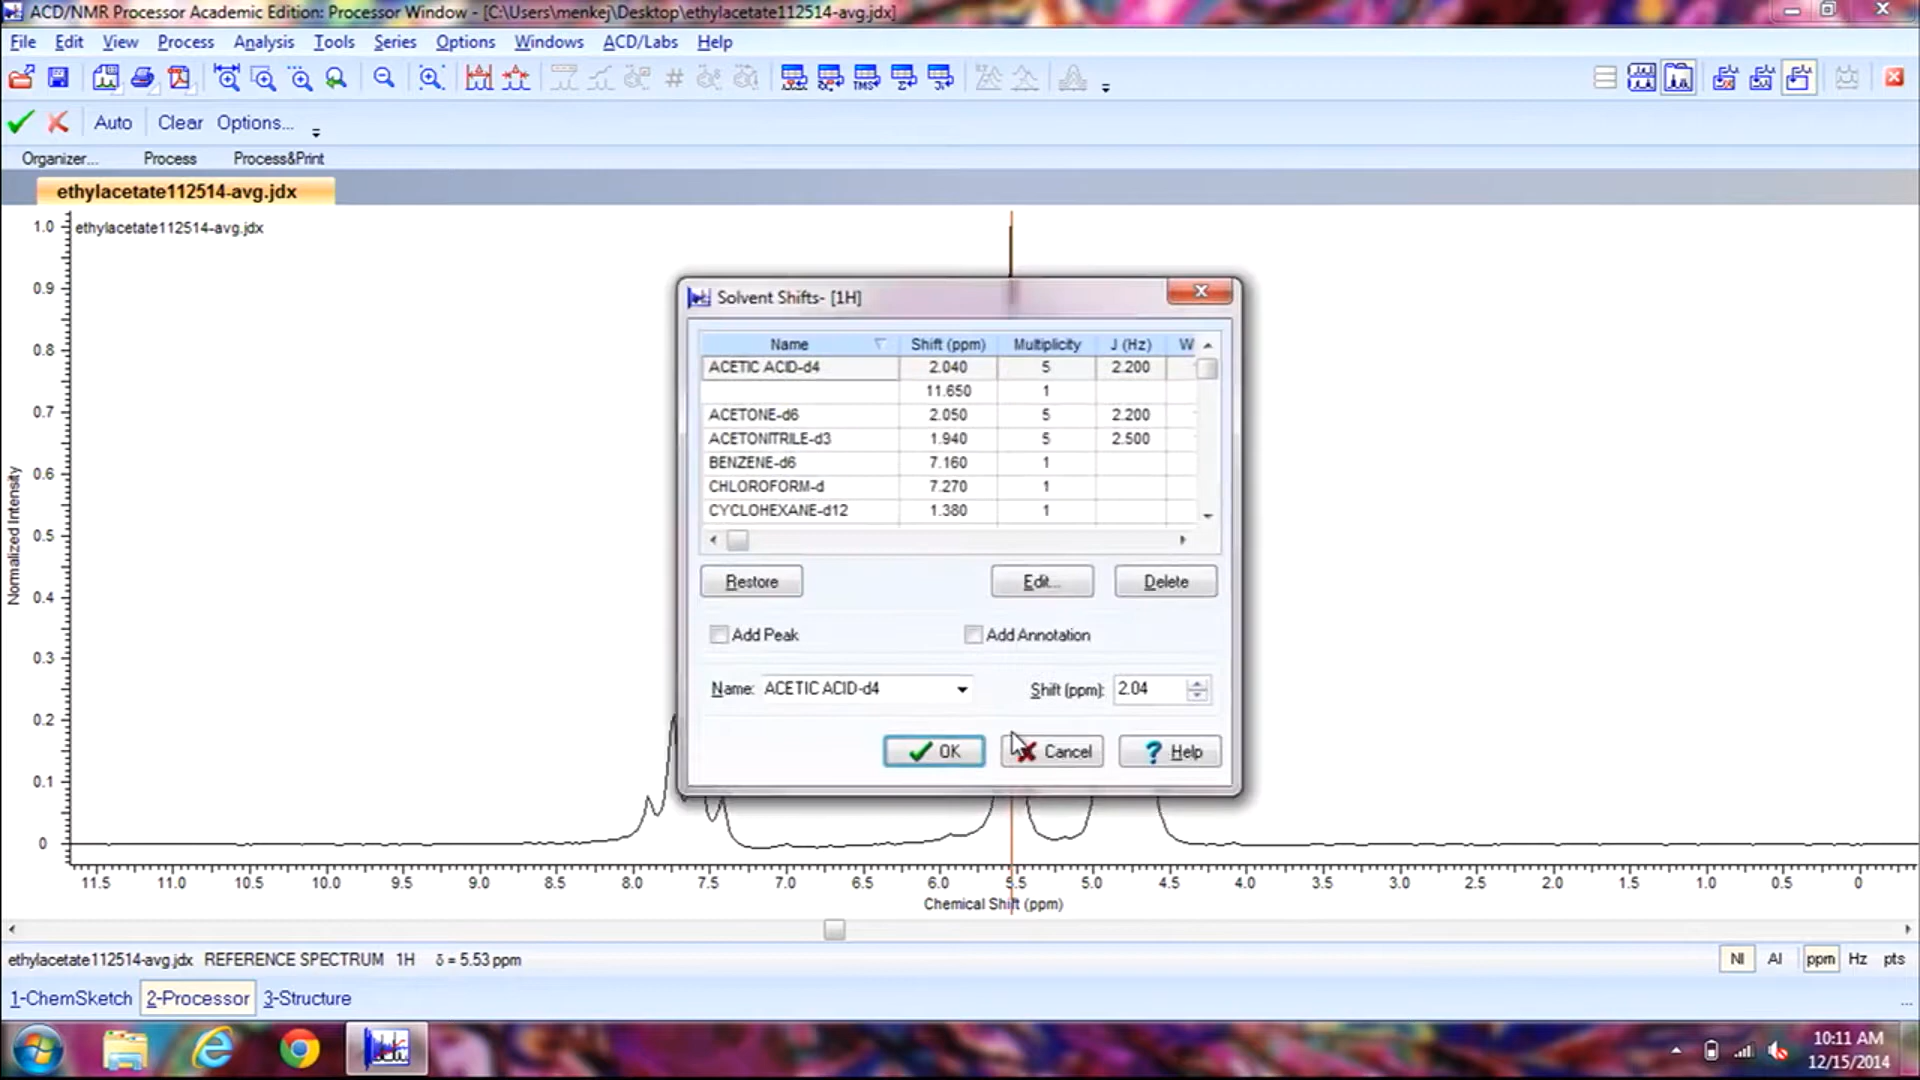 ACD/NMR Processor Academic Edition: Processor Window - [C:\Users\menkej\Desktop\ethylacetate112514-avg.jdx]
File Edit View Process Analysis Tools Series Options Windows ACD/Labs Help
Auto Clear Options...
Organizer... Process Process&Print
ethylacetate112514-avg.jdx
ethylacetate112514-avg.jdx
1.0
0.9
0.8
0.7
0.6
0.5
0.4
0.3
0.2
0.1
0
Normalized Intensity
Solvent Shifts- [1H]
Name Shift (ppm) Multiplicity J (Hz) W
ACETIC ACID-d4 2.040 5 2.200
11.650 1
ACETONE-d6 2.050 5 2.200
ACETONITRILE-d3 1.940 5 2.500
BENZENE-d6 7.160 1
CHLOROFORM-d 7.270 1
CYCLOHEXANE-d12 1.380 1
Restore Edit... Delete
Add Peak Add Annotation
Name: ACETIC ACID-d4 Shift (ppm): 2.04
OK Cancel Help
11.5 11.0 10.5 10.0 9.5 9.0 8.5 8.0 7.5 7.0 6.5 6.0 5.5 5.0 4.5 4.0 3.5 3.0 2.5 2.0 1.5 1.0 0.5 0
Chemical Shift (ppm)
ethylacetate112514-avg.jdx REFERENCE SPECTRUM 1H δ = 5.53 ppm NI AI ppm Hz pts
1-ChemSketch 2-Processor 3-Structure ...
10:11 AM
12/15/2014